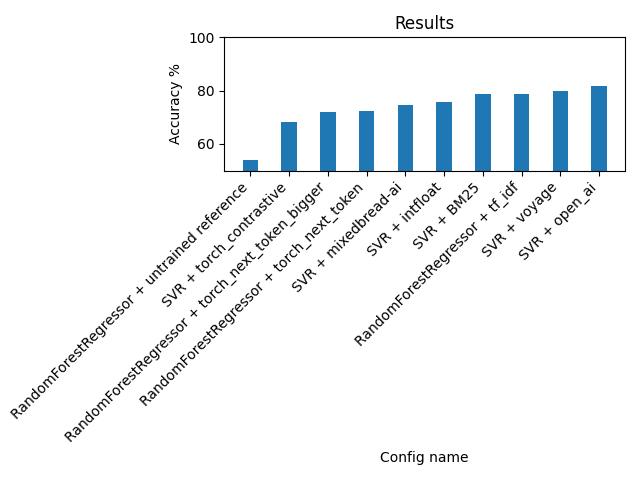 Results
Accuracy %
100
80
60
RandomForestRegressor + untrained reference
SVR + torch_contrastive
RandomForestRegressor + torch_next_token_bigger
RandomForestRegressor + torch_next_token
SVR + mixedbread-ai
SVR + intfloat
SVR + BM25
RandomForestRegressor + tf_idf
SVR + voyage
SVR + open_ai
Config name